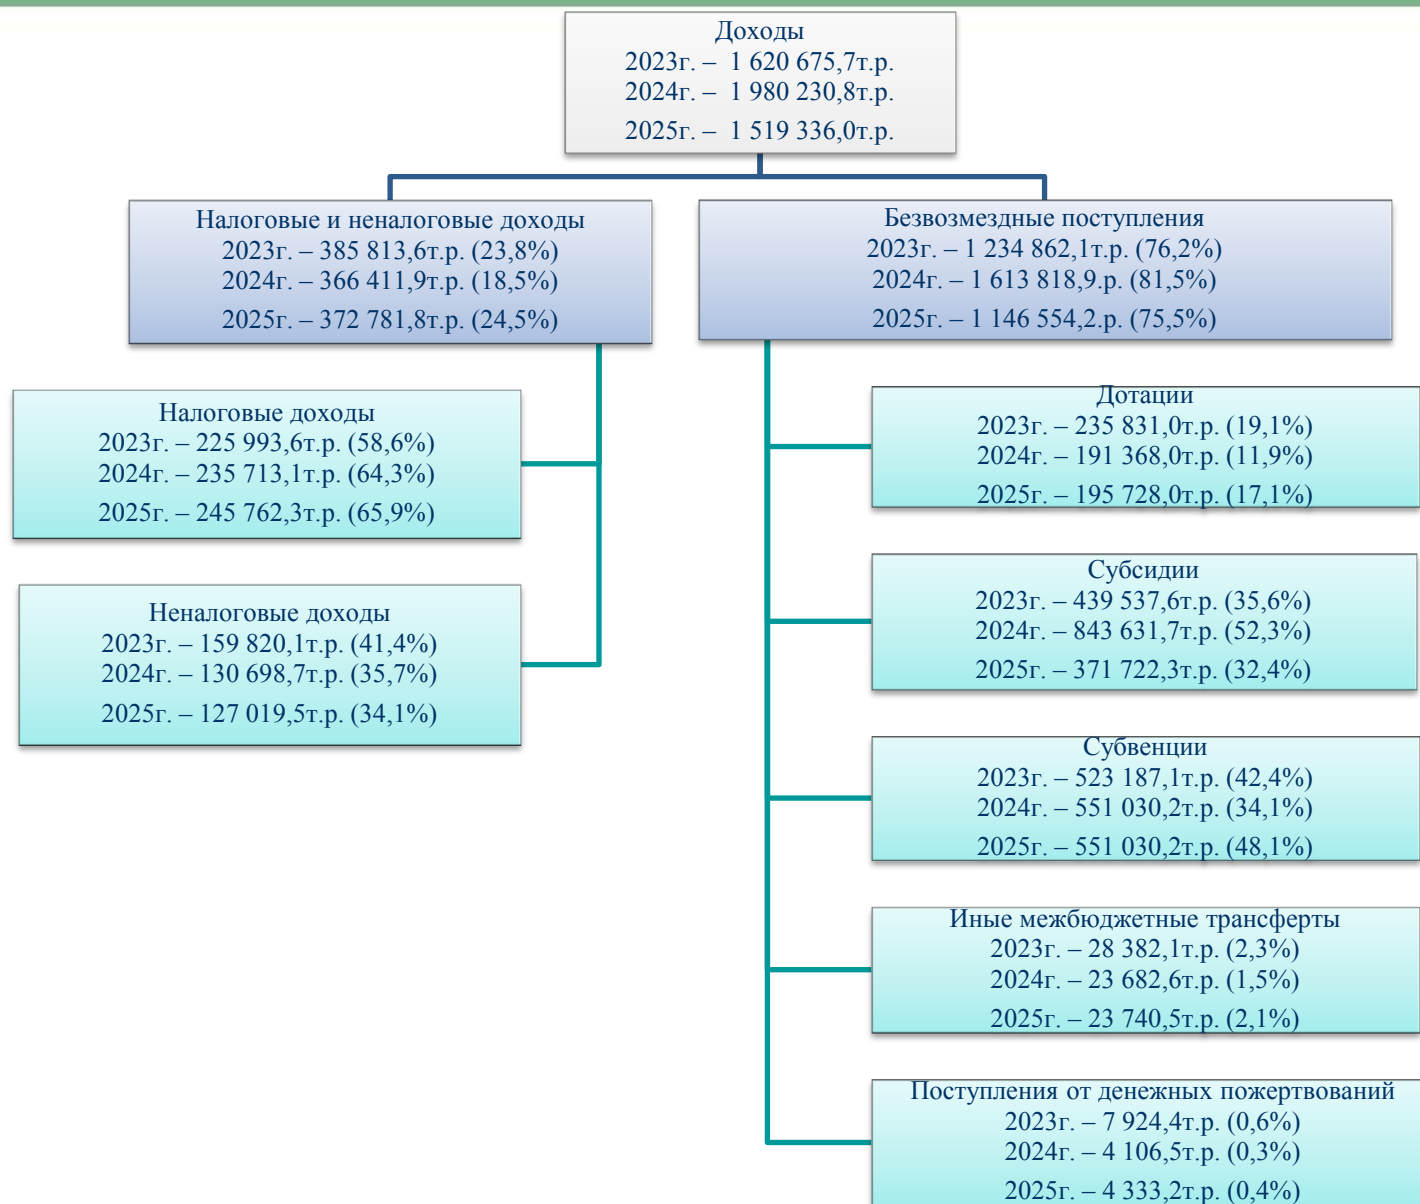 Доходы
2023г. –  1 620 675,7т.р.
2024г. –  1 980 230,8т.р.
2025г. –  1 519 336,0т.р.
Налоговые и неналоговые доходы
2023г. – 385 813,6т.р. (23,8%)
2024г. – 366 411,9т.р. (18,5%)
2025г. – 372 781,8т.р. (24,5%)
Безвозмездные поступления
2023г. – 1 234 862,1т.р. (76,2%)
2024г. – 1 613 818,9.р. (81,5%)
2025г. – 1 146 554,2.р. (75,5%)
Налоговые доходы
2023г. – 225 993,6т.р. (58,6%)
2024г. – 235 713,1т.р. (64,3%)
2025г. – 245 762,3т.р. (65,9%)
Неналоговые доходы
2023г. – 159 820,1т.р. (41,4%)
2024г. – 130 698,7т.р. (35,7%)
2025г. – 127 019,5т.р. (34,1%)
Дотации
2023г. – 235 831,0т.р. (19,1%)
2024г. – 191 368,0т.р. (11,9%)
2025г. – 195 728,0т.р. (17,1%)
Субсидии
2023г. – 439 537,6т.р. (35,6%)
2024г. – 843 631,7т.р. (52,3%)
2025г. – 371 722,3т.р. (32,4%)
Субвенции
2023г. – 523 187,1т.р. (42,4%)
2024г. – 551 030,2т.р. (34,1%)
2025г. – 551 030,2т.р. (48,1%)
Иные межбюджетные трансферты
2023г. – 28 382,1т.р. (2,3%)
2024г. – 23 682,6т.р. (1,5%)
2025г. – 23 740,5т.р. (2,1%)
Поступления от денежных пожертвований
2023г. – 7 924,4т.р. (0,6%)
2024г. – 4 106,5т.р. (0,3%)
2025г. – 4 333,2т.р. (0,4%)